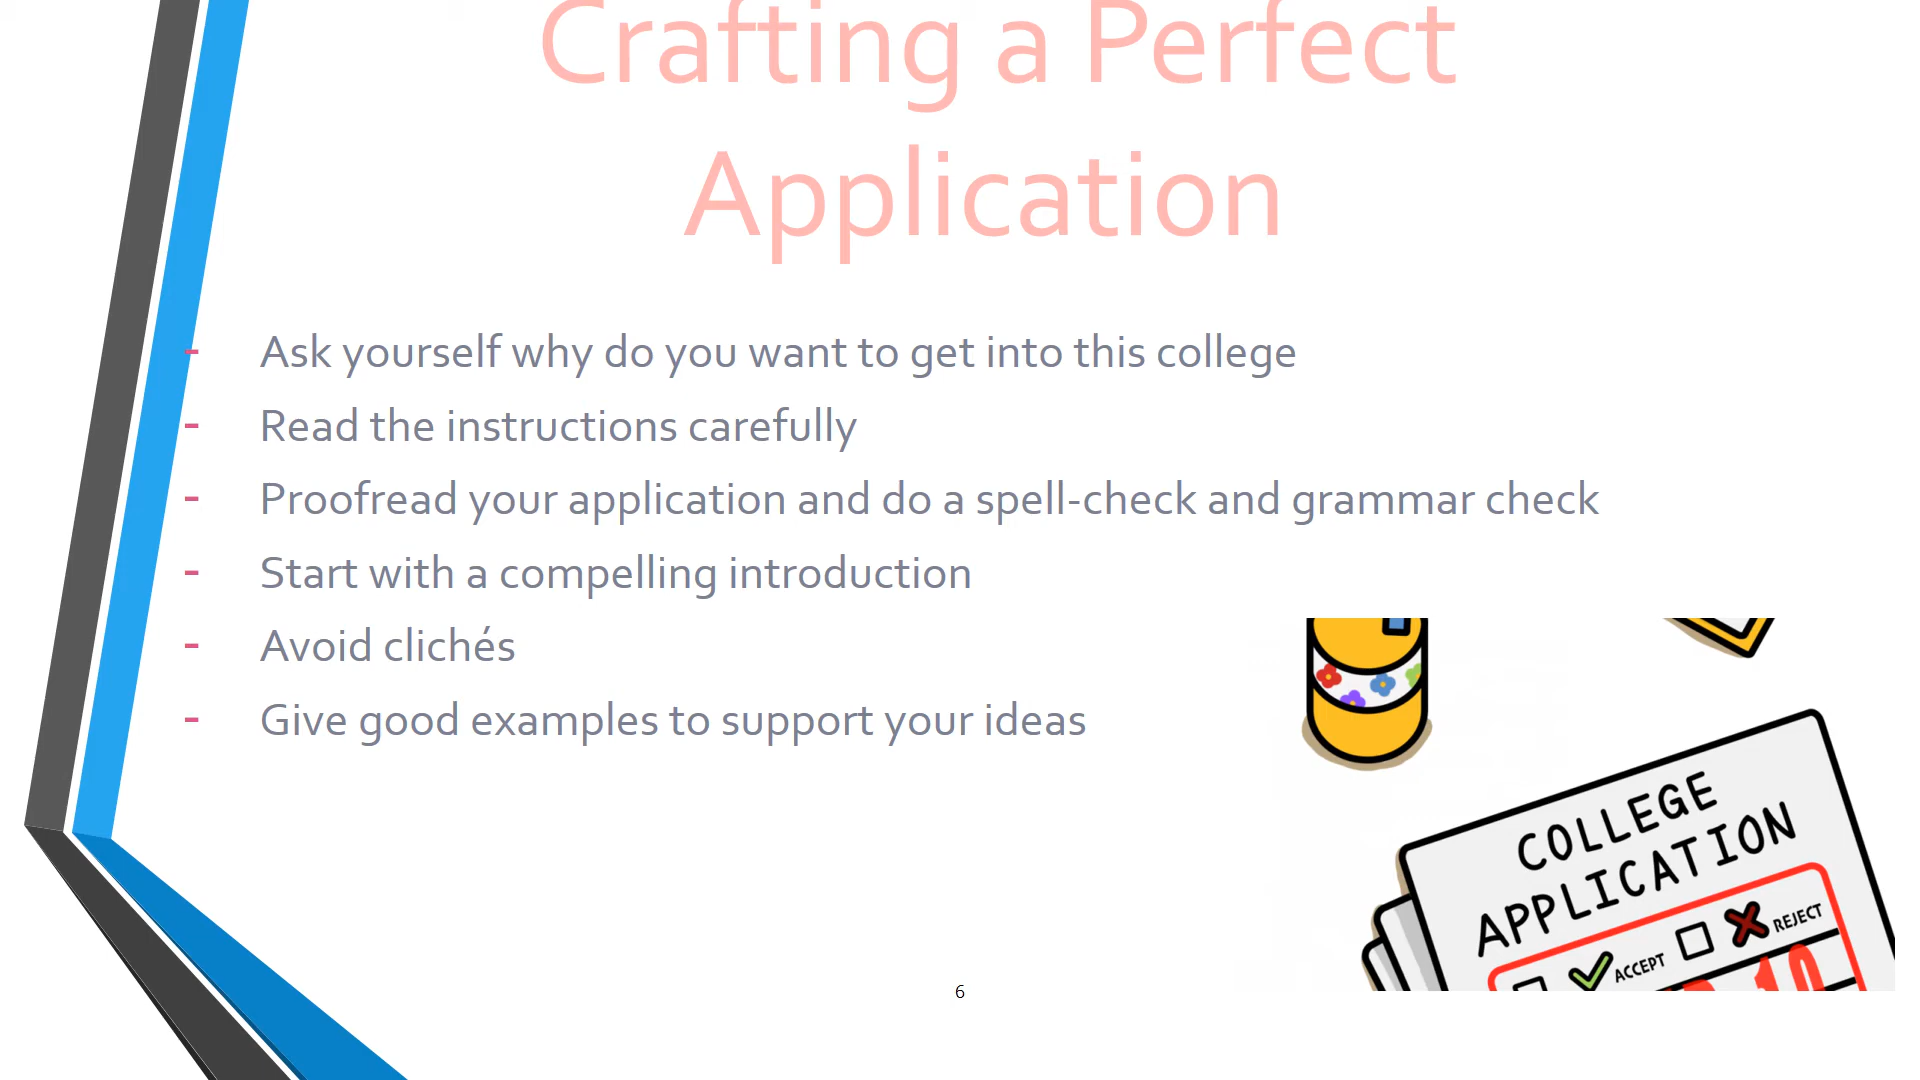 Crafting a Perfect
Application
- Ask yourself why do you want to get into this college
- Read the instructions carefully
- Proofread your application and do a spell-check and grammar check
- Start with a compelling introduction
- Avoid clichés
- Give good examples to support your ideas
COLLEGE
APPLICATION
ACCEPT
REJECT
6